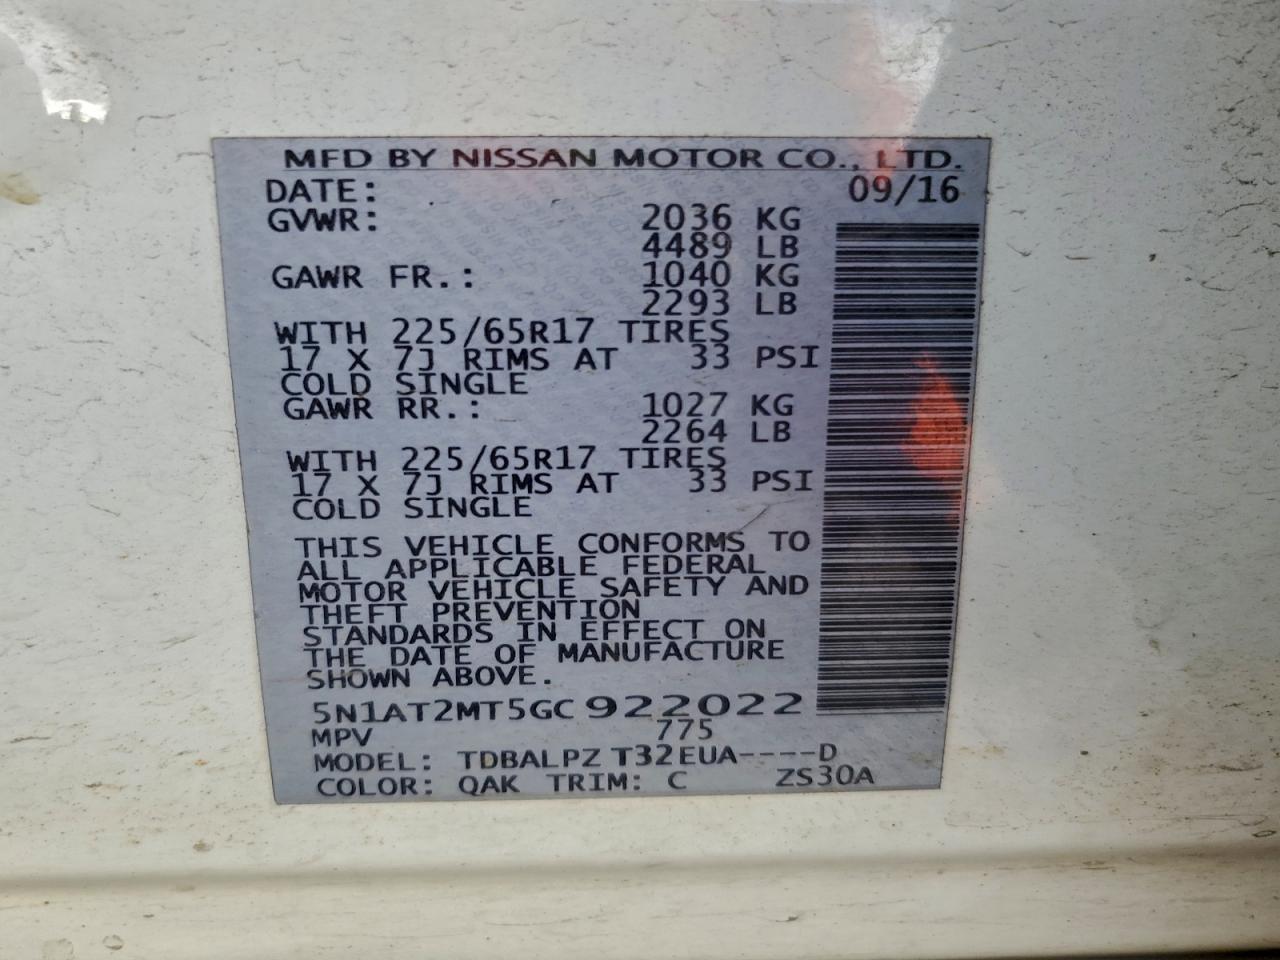 MFD BY NISSAN MOTOR CO., LTD.
DATE: 09/16
GVWR: 2036 KG
4489 LB
GAWR FR.: 1040 KG
2293 LB
WITH 225/65R17 TIRES
17 X 7J RIMS AT 33 PSI
COLD SINGLE
GAWR RR.: 1027 KG
2264 LB
WITH 225/65R17 TIRES
17 X 7J RIMS AT 33 PSI
COLD SINGLE
THIS VEHICLE CONFORMS TO
ALL APPLICABLE FEDERAL
MOTOR VEHICLE SAFETY AND
THEFT PREVENTION
STANDARDS IN EFFECT ON
THE DATE OF MANUFACTURE
SHOWN ABOVE.
5N1AT2MT5GC922022
MPV 775
MODEL: TDBALPZ T32EUA----D
COLOR: QAK TRIM: C ZS30A